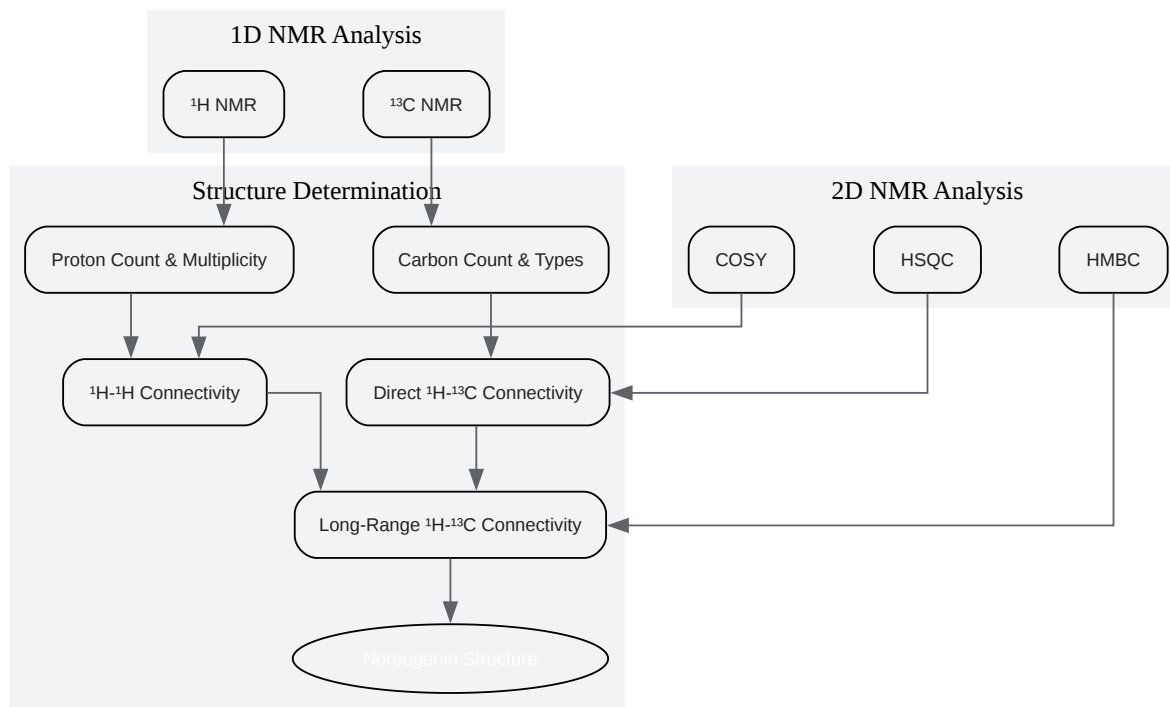 1D NMR Analysis
¹H NMR
¹³C NMR
Structure Determination
2D NMR Analysis
Proton Count & Multiplicity
Carbon Count & Types
COSY
HSQC
HMBC
¹H-¹H Connectivity
Direct ¹H-¹³C Connectivity
Long-Range ¹H-¹³C Connectivity
Noreugenin Structure